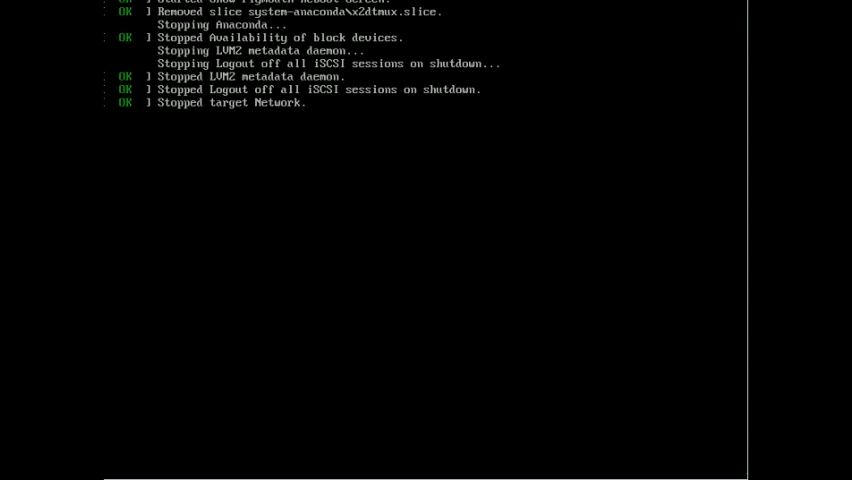 OK ] Started Show Plymouth Reboot Screen.
OK ] Removed slice system-anaconda\x2dtmux.slice.
Stopping Anaconda...
OK ] Stopped Availability of block devices.
Stopping LVM2 metadata daemon...
Stopping Logout off all iSCSI sessions on shutdown...
OK ] Stopped LVM2 metadata daemon.
OK ] Stopped Logout off all iSCSI sessions on shutdown.
OK ] Stopped target Network.